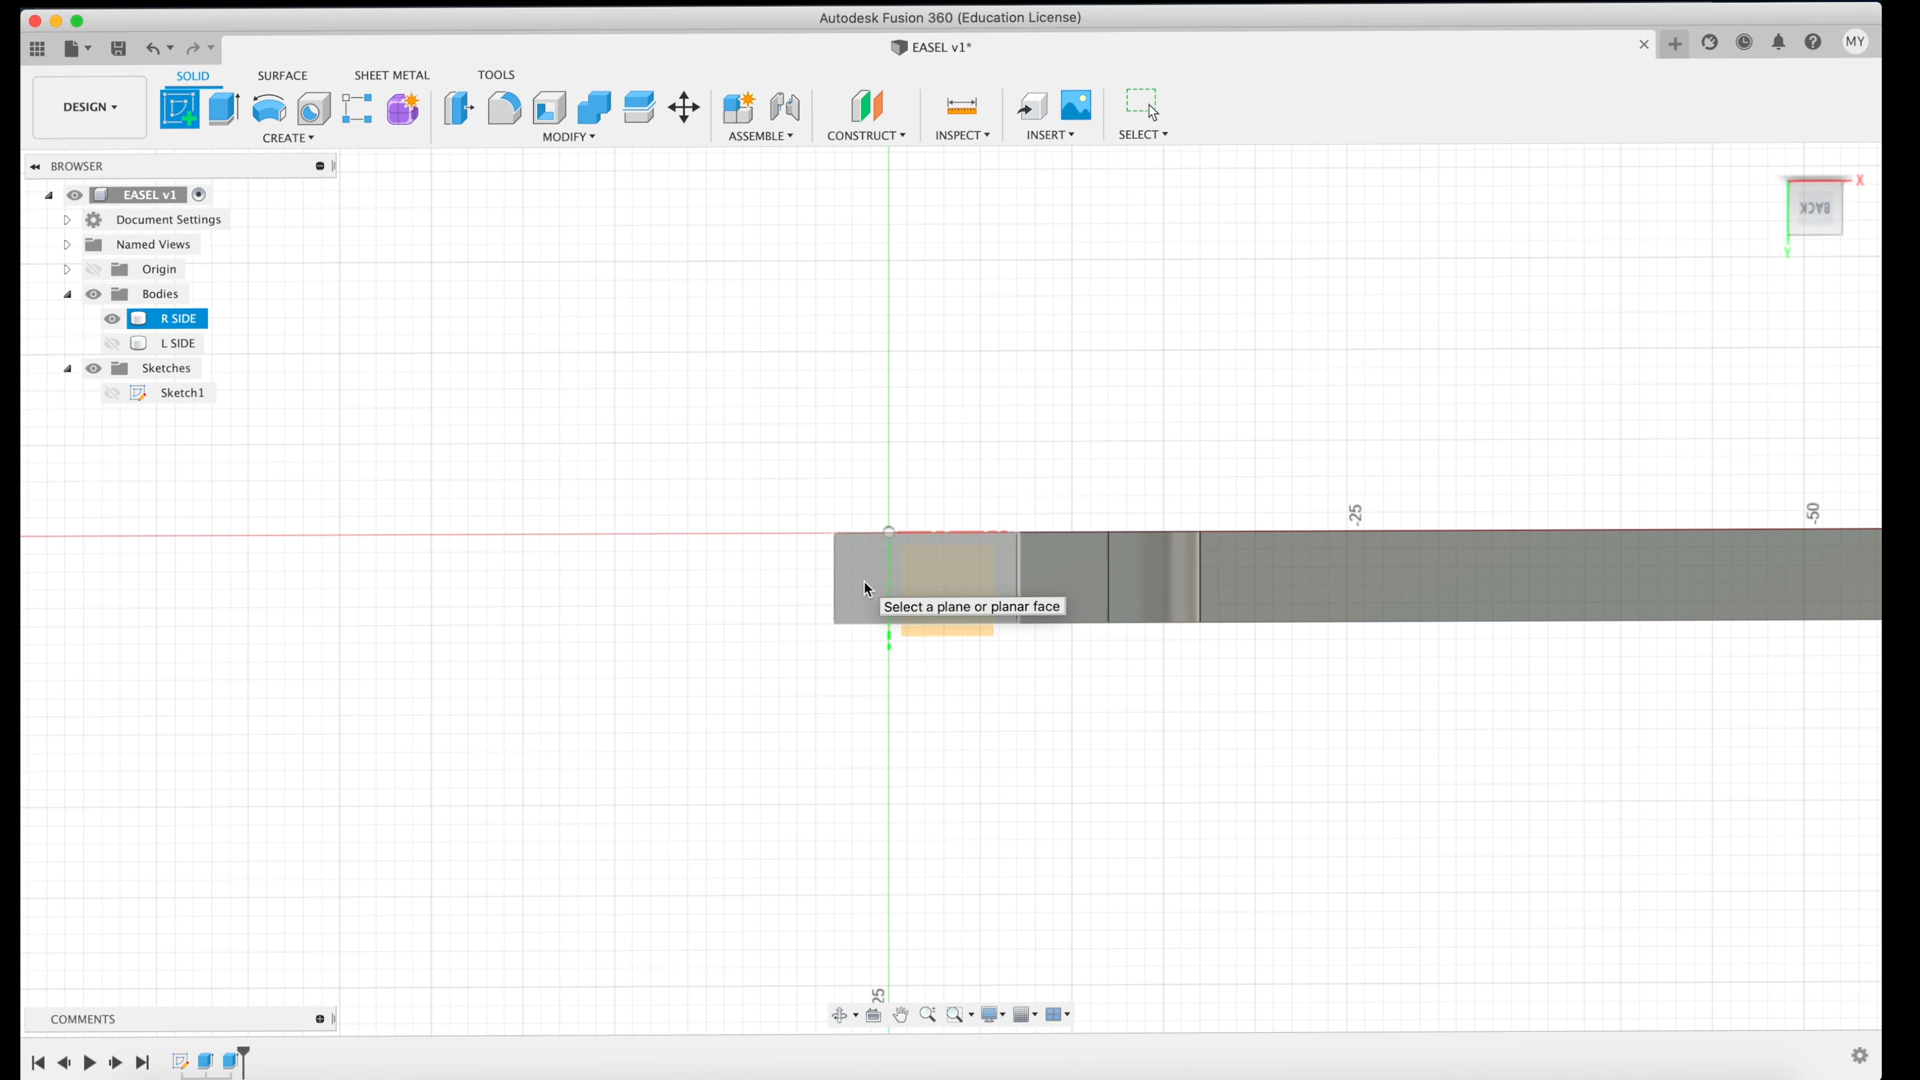 Autodesk Fusion 360 (Education License)
EASEL v1*
MY
DESIGN
SOLID
SURFACE
SHEET METAL
TOOLS
CREATE
MODIFY
ASSEMBLE
CONSTRUCT
INSPECT
INSERT
SELECT
BROWSER
EASEL v1
Document Settings
Named Views
Origin
Bodies
R SIDE
L SIDE
Sketches
Sketch1
X
BACK
Y
-25
-50
Select a plane or planar face
25
COMMENTS